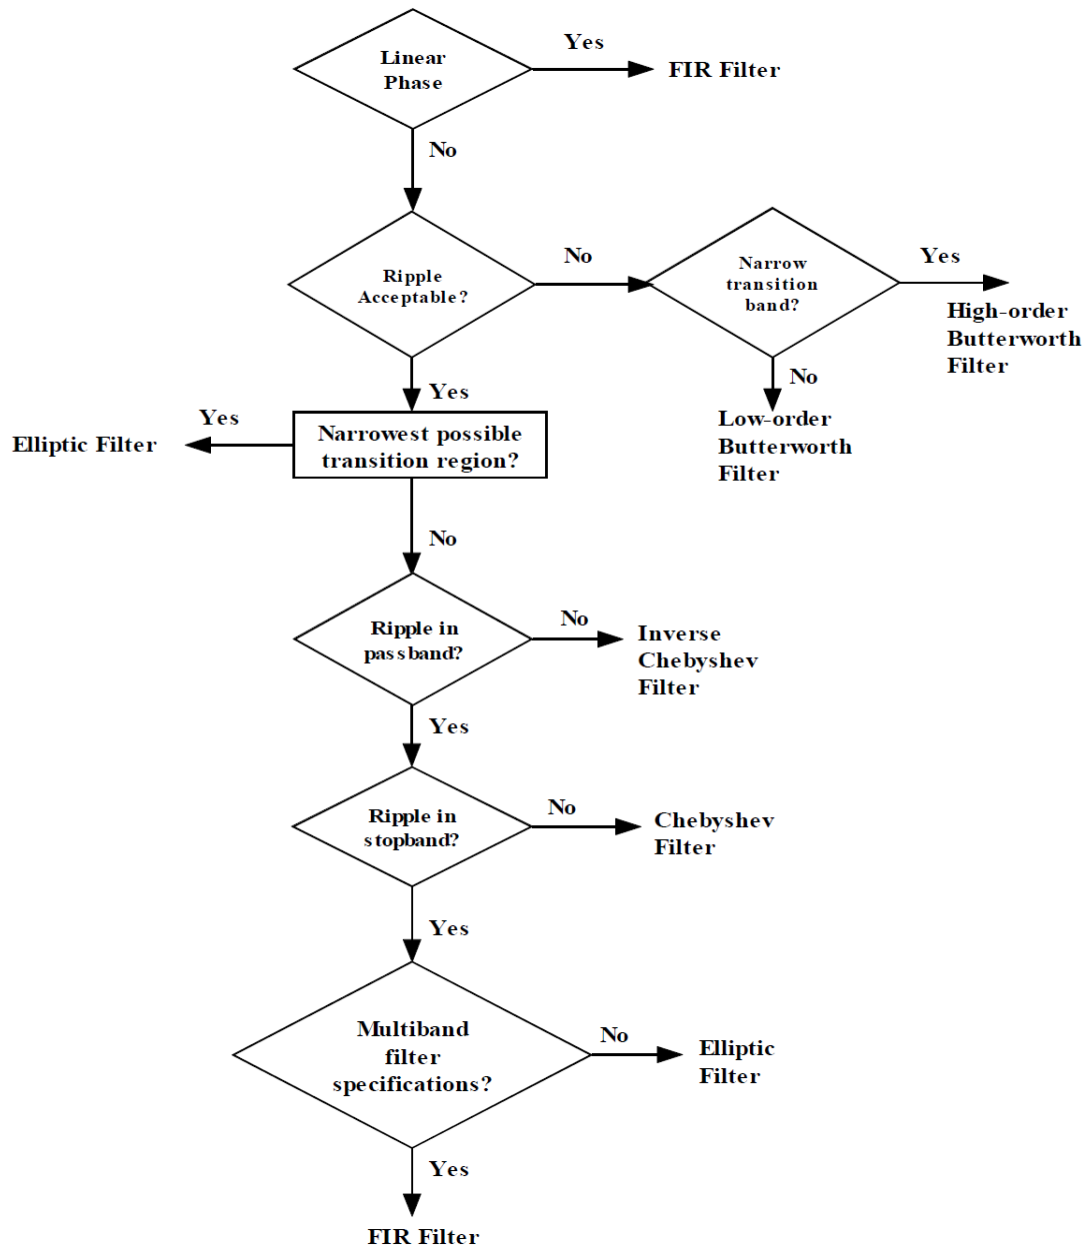 Linear
Phase
Yes
FIR Filter
No
Ripple
Acceptable?
No
Narrow
transition
band?
Yes
High-order
Butterworth
Filter
No
Low-order
Butterworth
Filter
Yes
Narrowest possible
transition region?
Yes
Elliptic Filter
No
Ripple in
passband?
No
Inverse
Chebyshev
Filter
Yes
Ripple in
stopband?
No
Chebyshev
Filter
Yes
Multiband
filter
specifications?
No
Elliptic
Filter
Yes
FIR Filter